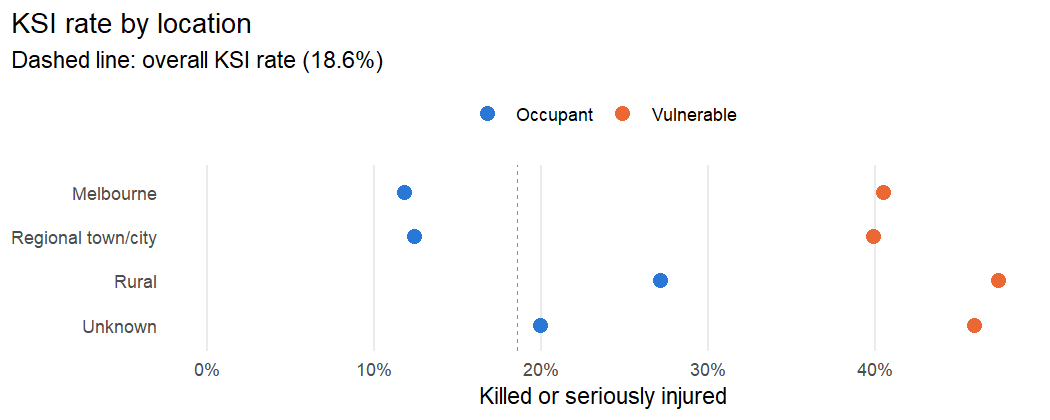 KSI rate by location
Dashed line: overall KSI rate (18.6%)
Occupant Vulnerable
Melbourne
Regional town/city
Rural
Unknown
0% 10% 20% 30% 40%
Killed or seriously injured